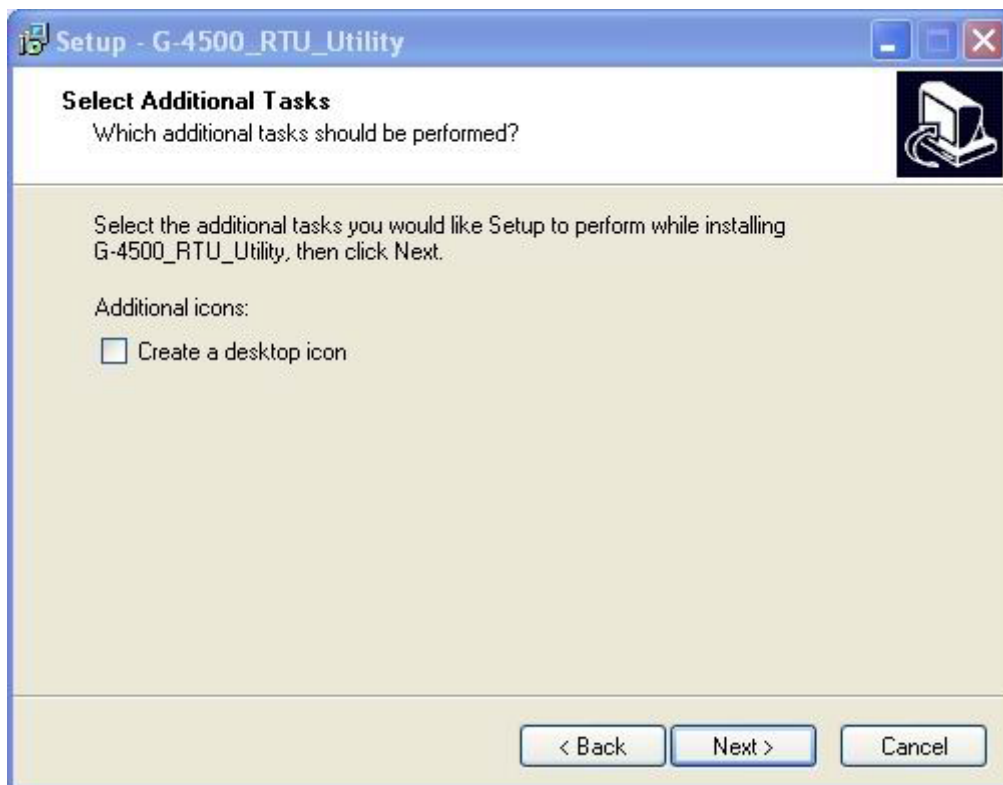 Setup - G-4500_RTU_Utility
Select Additional Tasks
Which additional tasks should be performed?
Select the additional tasks you would like Setup to perform while installing
G-4500_RTU_Utility, then click Next.
Additional icons:
Create a desktop icon
< Back Next > Cancel